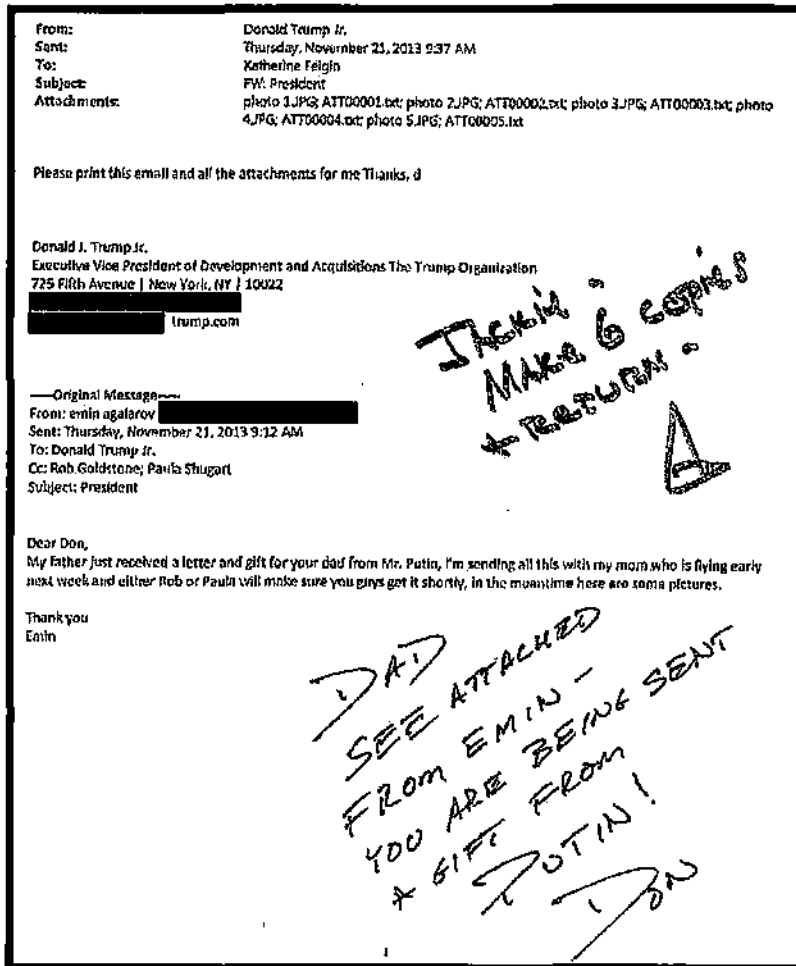 From: Donald Trump Jr.
Sent: Thursday, November 21, 2013 9:37 AM
To: Katherine Feigin
Subject: FW: President
Attachments: photo 1.JPG; ATT00001.txt; photo 2.JPG; ATT00002.txt; photo 3.JPG; ATT00003.txt; photo
4.JPG; ATT00004.txt; photo 5.JPG; ATT00005.txt
Please print this email and all the attachments for me Thanks, d
Donald J. Trump Jr.
Executive Vice President of Development and Acquisitions The Trump Organization
725 Fifth Avenue | New York, NY | 10022
trump.com
JACKIE -
MAKE 6 COPIES
+ RETURN -
-----Original Message-----
From: emin agalarov
Sent: Thursday, November 21, 2013 9:12 AM
To: Donald Trump Jr.
Cc: Rob Goldstone; Paula Shugart
Subject: President
Dear Don,
My Father just received a letter and gift for your dad from Mr. Putin, I'm sending all this with my mom who is flying early
next week and either Rob or Paula will make sure you guys get it shortly, in the meantime here are some pictures.
Thank you
Emin
DAD
SEE ATTACHED
FROM EMIN -
YOU ARE BEING SENT
* GIFT FROM
PUTIN!
DON
1